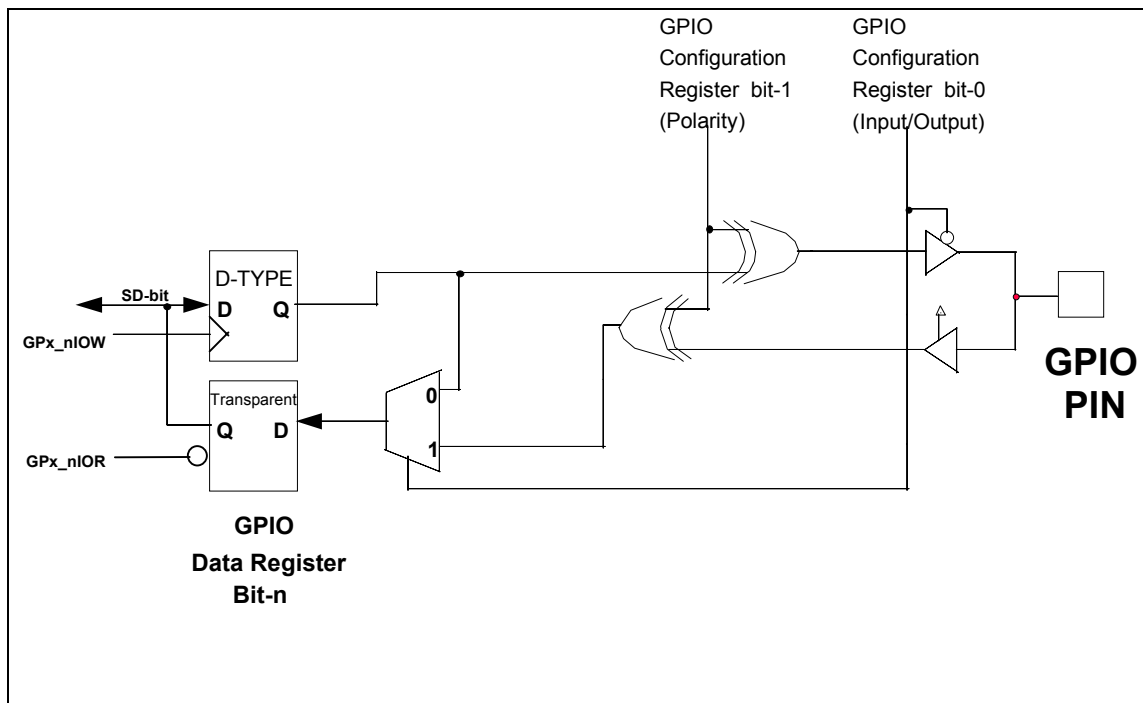 GPIO
Configuration
Register bit-1
(Polarity)
GPIO
Configuration
Register bit-0
(Input/Output)
D-TYPE
SD-bit
D
Q
GPx_nIOW
Transparent
Q
D
GPx_nIOR
0
1
GPIO
PIN
GPIO
Data Register
Bit-n